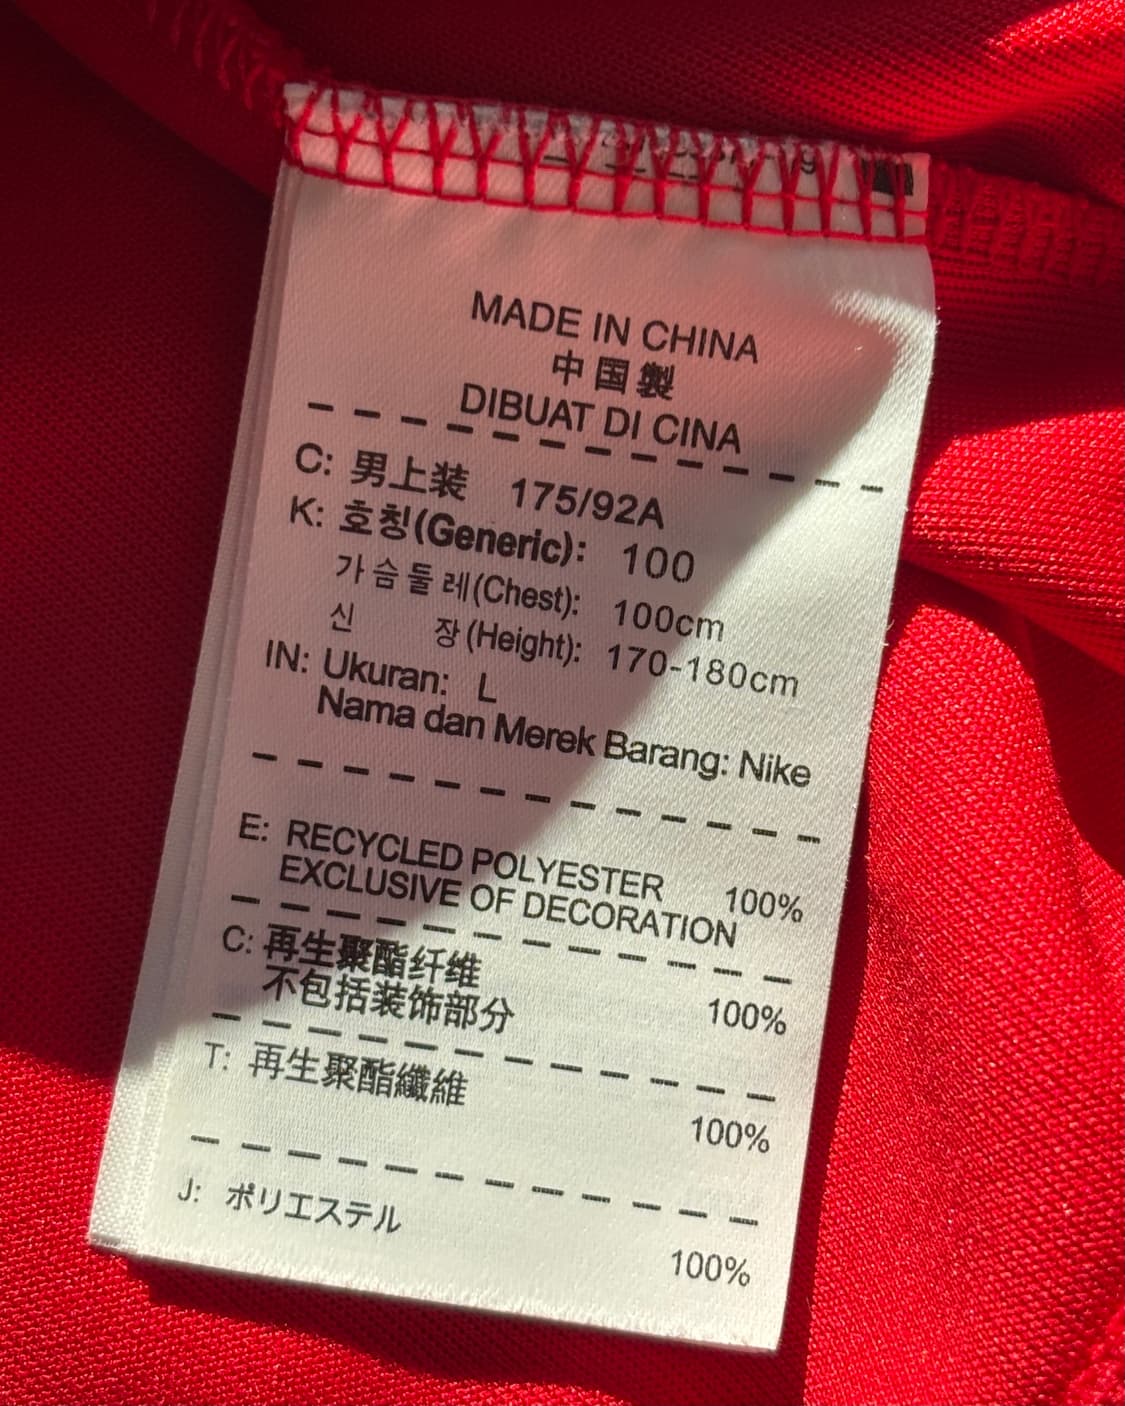 MADE IN CHINA
中国製
DIBUAT DI CINA
C: 男上装 175/92A
K: 호칭(Generic): 100
가슴둘레(Chest): 100cm
신 장(Height): 170-180cm
IN: Ukuran: L
Nama dan Merek Barang: Nike
E: RECYCLED POLYESTER 100%
EXCLUSIVE OF DECORATION
C: 再生聚酯纤维 100%
不包括装饰部分
T: 再生聚酯纖維 100%
J: ポリエステル 100%